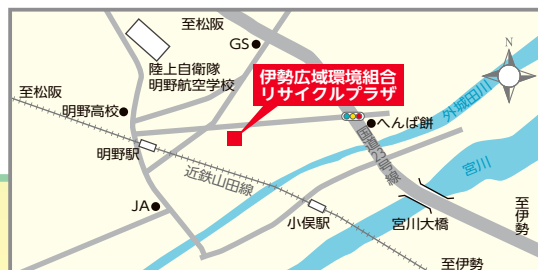 至松阪
GS
N
陸上自衛隊
明野航空学校
伊勢広域環境組合
リサイクルプラザ
至松阪
明野高校
へんば餅
外城田川
国道23号線
明野駅
宮川
近鉄山田線
JA
小俣駅
宮川大橋
至伊勢
至伊勢